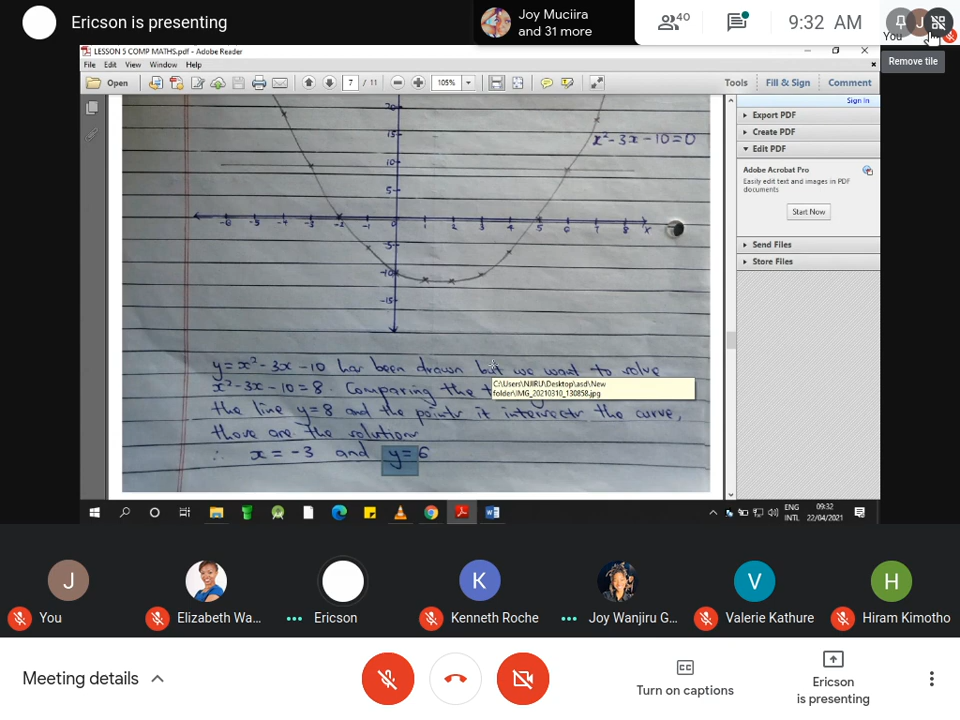 Ericson is presenting
Joy Muciira
and 31 more
40
9:32 AM
J
You
Remove tile
LESSON 5 COMP MATHS.pdf - Adobe Reader
File Edit View Window Help
Open
7 / 11
105%
Tools
Fill & Sign
Comment
Sign In
Export PDF
Create PDF
Edit PDF
Adobe Acrobat Pro
Easily edit text and images in PDF
documents
Start Now
Send Files
Store Files
x²-3x-10=0
20
15
10
5
-6 -5 -4 -3 -2 -1 0 1 2 3 4 5 6 7 8 x
-5
-10
-15
y=x²-3x-10 has been drawn but we want to solve
x²-3x-10=8. Comparing the
C:\Users\NJIRU\Desktop\asd\New
folder\IMG_20210310_130858.jpg
the line y=8 and the points it intersects the curve,
those are the solutions
∴ x = -3 and y= 6
ENG
INTL
09:32
22/04/2021
J
K
V
H
You
Elizabeth Wa...
Ericson
Kenneth Roche
Joy Wanjiru G...
Valerie Kathure
Hiram Kimotho
Meeting details
Turn on captions
Ericson
is presenting